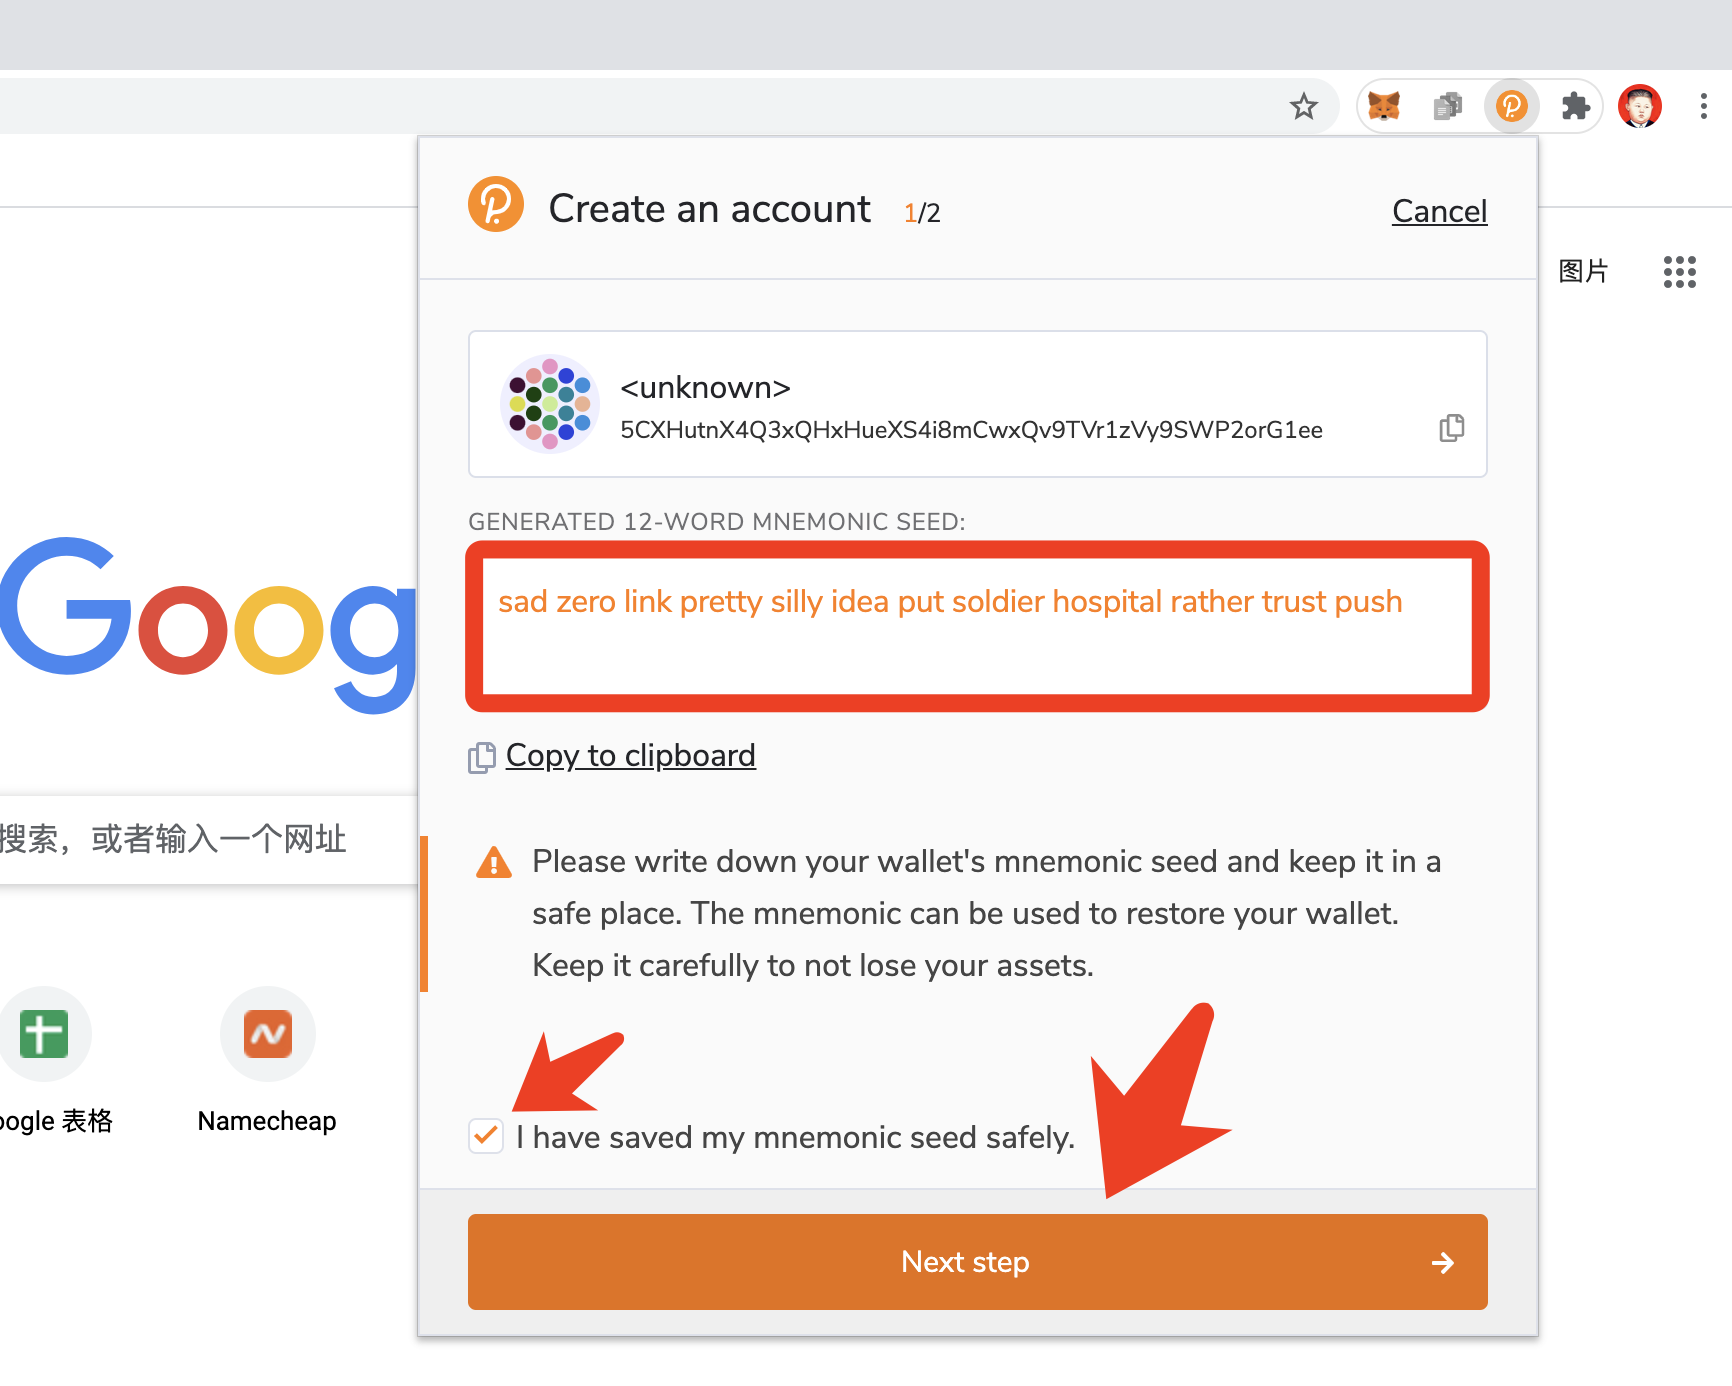 Create an account 1/2
Cancel
图片
<unknown>
5CXHutnX4Q3xQHxHueXS4i8mCwxQv9TVr1zVy9SWP2orG1ee
GENERATED 12-WORD MNEMONIC SEED:
sad zero link pretty silly idea put soldier hospital rather trust push
Goog
Copy to clipboard
搜索，或者输入一个网址
Please write down your wallet's mnemonic seed and keep it in a
safe place. The mnemonic can be used to restore your wallet.
Keep it carefully to not lose your assets.
oogle 表格
Namecheap
I have saved my mnemonic seed safely.
Next step